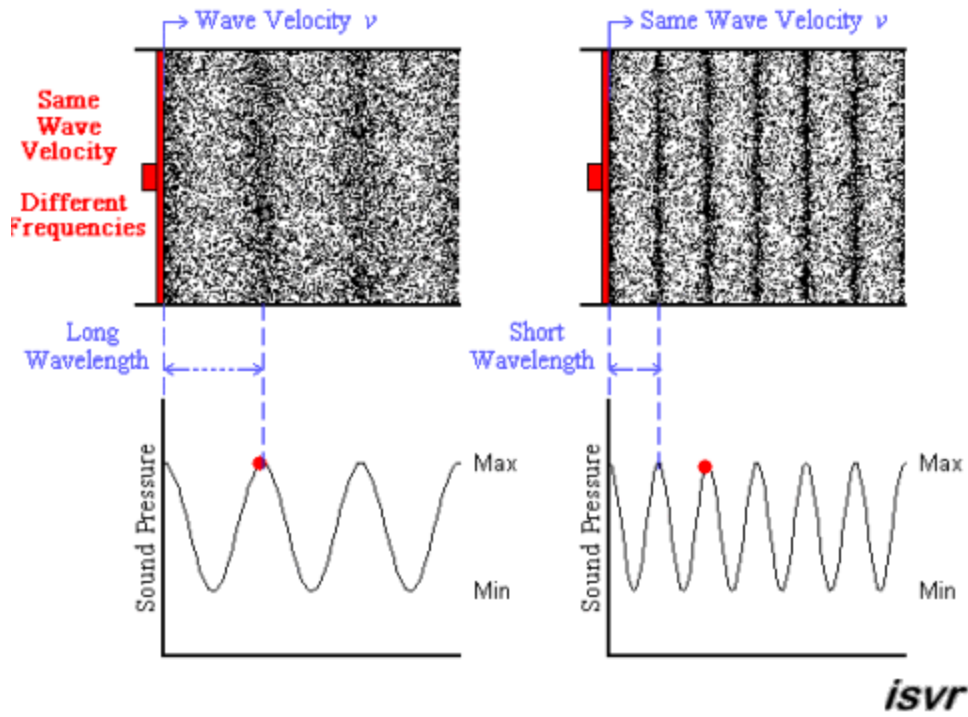 Wave Velocity v
Same Wave Velocity v
Same
Wave
Velocity
Different
Frequencies
Long
Wavelength
Short
Wavelength
Sound Pressure
Max
Min
Sound Pressure
Max
Min
isvr